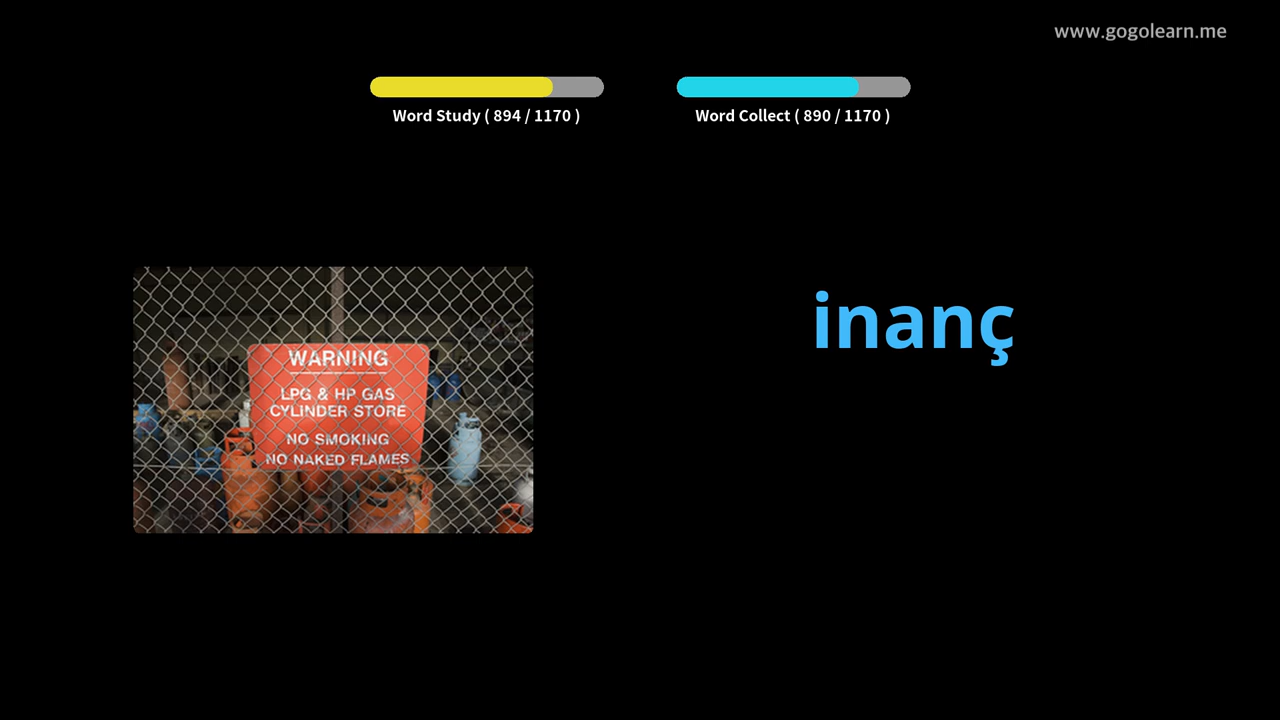 www.gogolearn.me
Word Study ( 894 / 1170 )
Word Collect ( 890 / 1170 )
inanç
WARNING
LPG & HP GAS
CYLINDER STORE
NO SMOKING
NO NAKED FLAMES